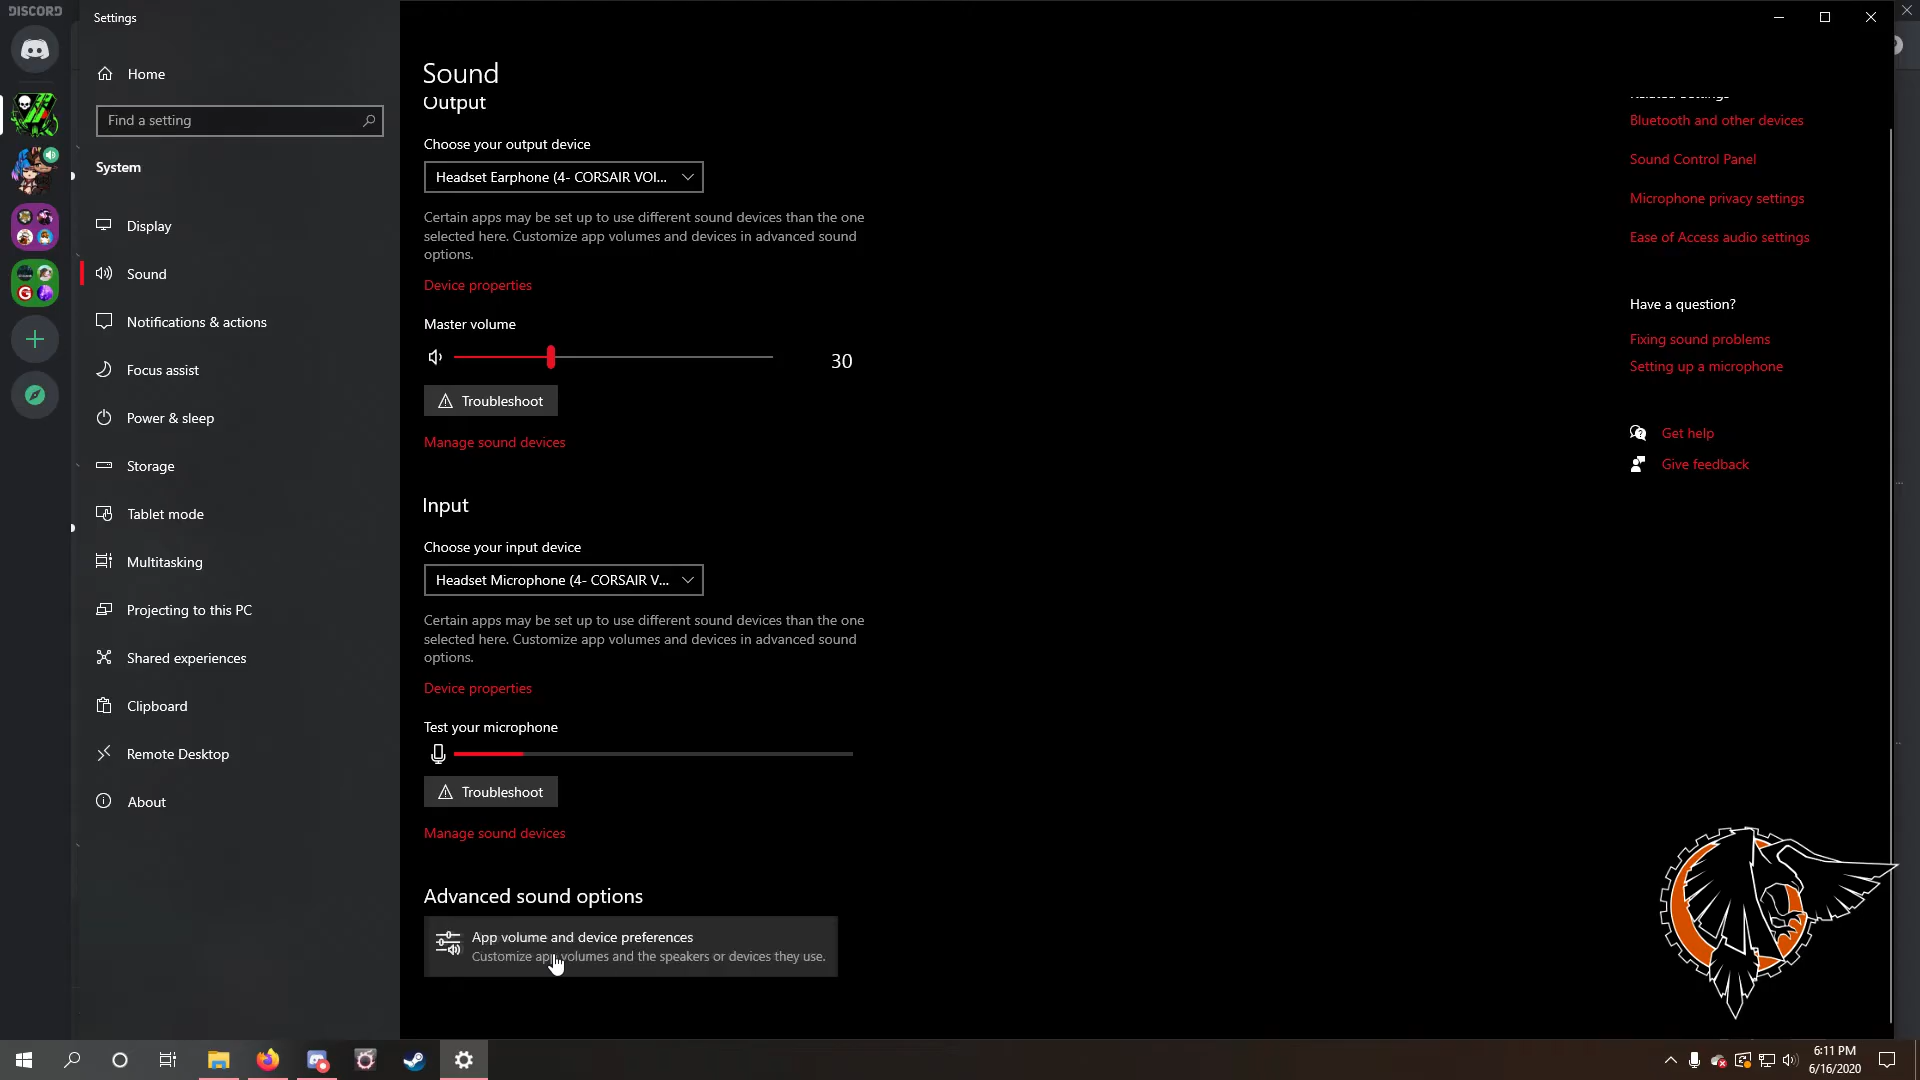 DISCORD
Settings
Home
Find a setting
System
Display
Sound
Notifications & actions
Focus assist
Power & sleep
Storage
Tablet mode
Multitasking
Projecting to this PC
Shared experiences
Clipboard
Remote Desktop
About
Sound
Output
Choose your output device
Headset Earphone (4- CORSAIR VOI...
Certain apps may be set up to use different sound devices than the one
selected here. Customize app volumes and devices in advanced sound
options.
Device properties
Master volume
30
Troubleshoot
Manage sound devices
Input
Choose your input device
Headset Microphone (4- CORSAIR V...
Certain apps may be set up to use different sound devices than the one
selected here. Customize app volumes and devices in advanced sound
options.
Device properties
Test your microphone
Troubleshoot
Manage sound devices
Advanced sound options
App volume and device preferences
Customize app volumes and the speakers or devices they use.
Related Settings
Bluetooth and other devices
Sound Control Panel
Microphone privacy settings
Ease of Access audio settings
Have a question?
Fixing sound problems
Setting up a microphone
Get help
Give feedback
6:11 PM
6/16/2020